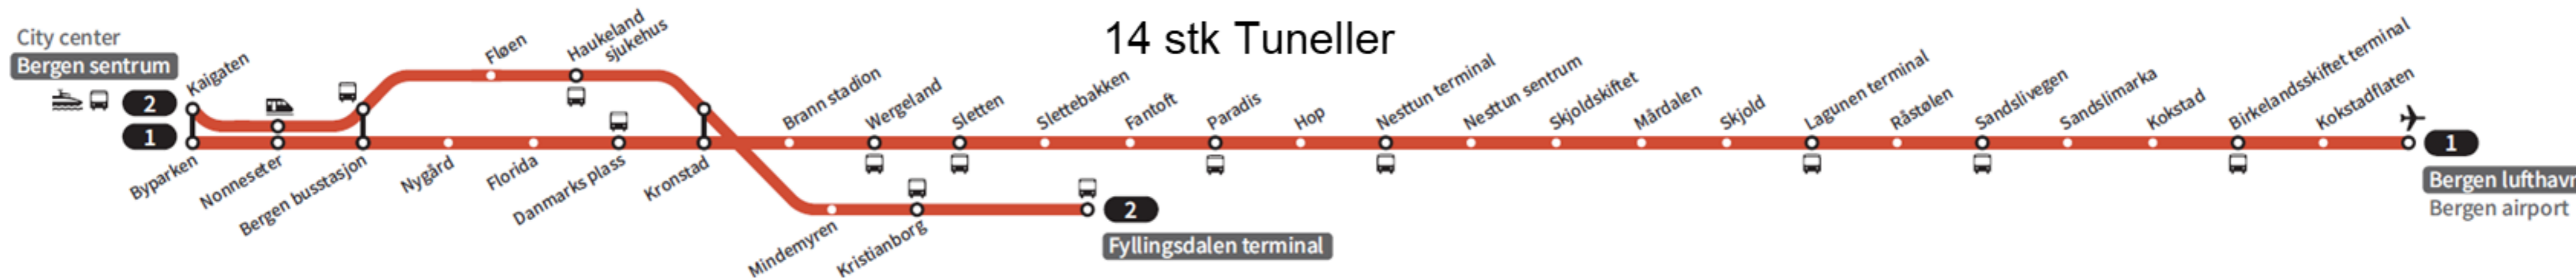 14 stk Tuneller
City center
Bergen sentrum
2
1
Kaigaten
Fløen
Haukeland
sjukehus
Byparken
Nonneseter
Bergen busstasjon
Nygård
Florida
Danmarks plass
Kronstad
Brann stadion
Wergeland
Sletten
Slettebakken
Fantoft
Paradis
Hop
Nesttun terminal
Nesttun sentrum
Skjoldskiftet
Mårdalen
Skjold
Lagunen terminal
Råstølen
Sandslivegen
Sandslimarka
Kokstad
Birkelandsskiftet terminal
Kokstadflaten
1
Bergen lufthavn
Bergen airport
Mindemyren
Kristianborg
2
Fyllingsdalen terminal